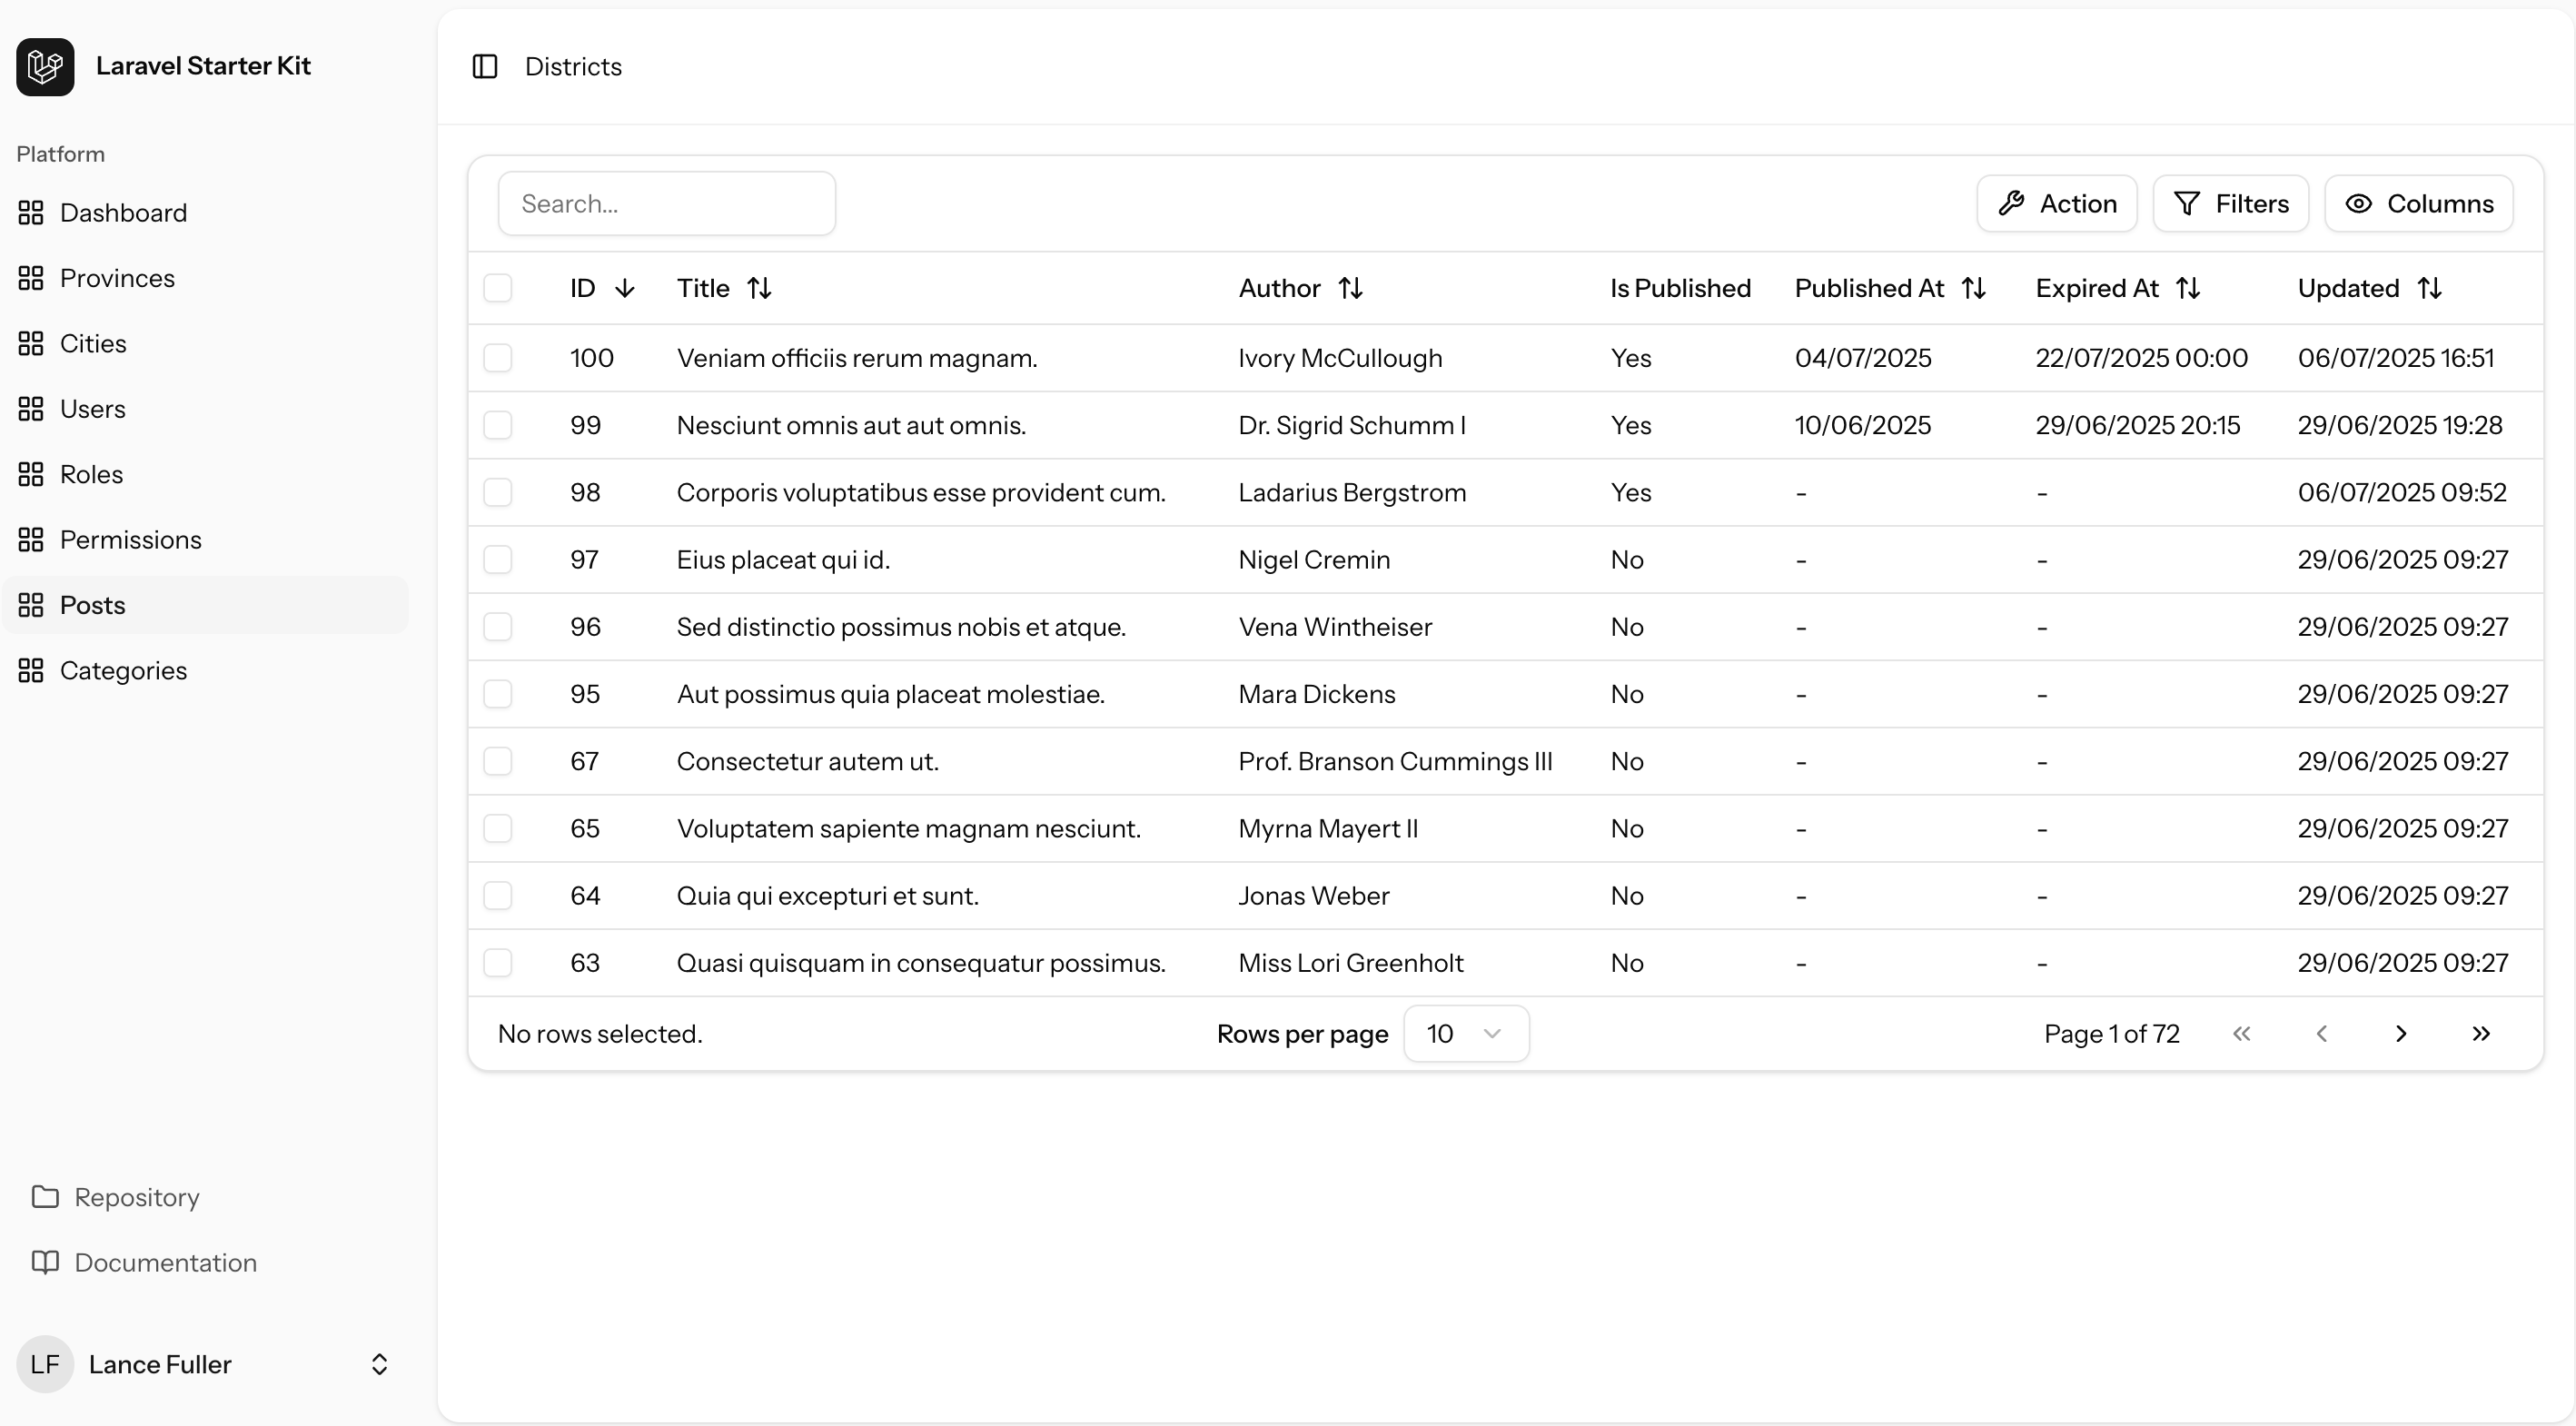 Laravel Starter Kit
Platform
Dashboard
Provinces
Cities
Users
Roles
Permissions
Posts
Categories
Repository
Documentation
LF Lance Fuller
Districts
Search...
Action Filters Columns
ID Title Author Is Published Published At Expired At Updated
100 Veniam officiis rerum magnam. Ivory McCullough Yes 04/07/2025 22/07/2025 00:00 06/07/2025 16:51
99 Nesciunt omnis aut aut omnis. Dr. Sigrid Schumm I Yes 10/06/2025 29/06/2025 20:15 29/06/2025 19:28
98 Corporis voluptatibus esse provident cum. Ladarius Bergstrom Yes - - 06/07/2025 09:52
97 Eius placeat qui id. Nigel Cremin No - - 29/06/2025 09:27
96 Sed distinctio possimus nobis et atque. Vena Wintheiser No - - 29/06/2025 09:27
95 Aut possimus quia placeat molestiae. Mara Dickens No - - 29/06/2025 09:27
67 Consectetur autem ut. Prof. Branson Cummings III No - - 29/06/2025 09:27
65 Voluptatem sapiente magnam nesciunt. Myrna Mayert II No - - 29/06/2025 09:27
64 Quia qui excepturi et sunt. Jonas Weber No - - 29/06/2025 09:27
63 Quasi quisquam in consequatur possimus. Miss Lori Greenholt No - - 29/06/2025 09:27
No rows selected. Rows per page 10 Page 1 of 72